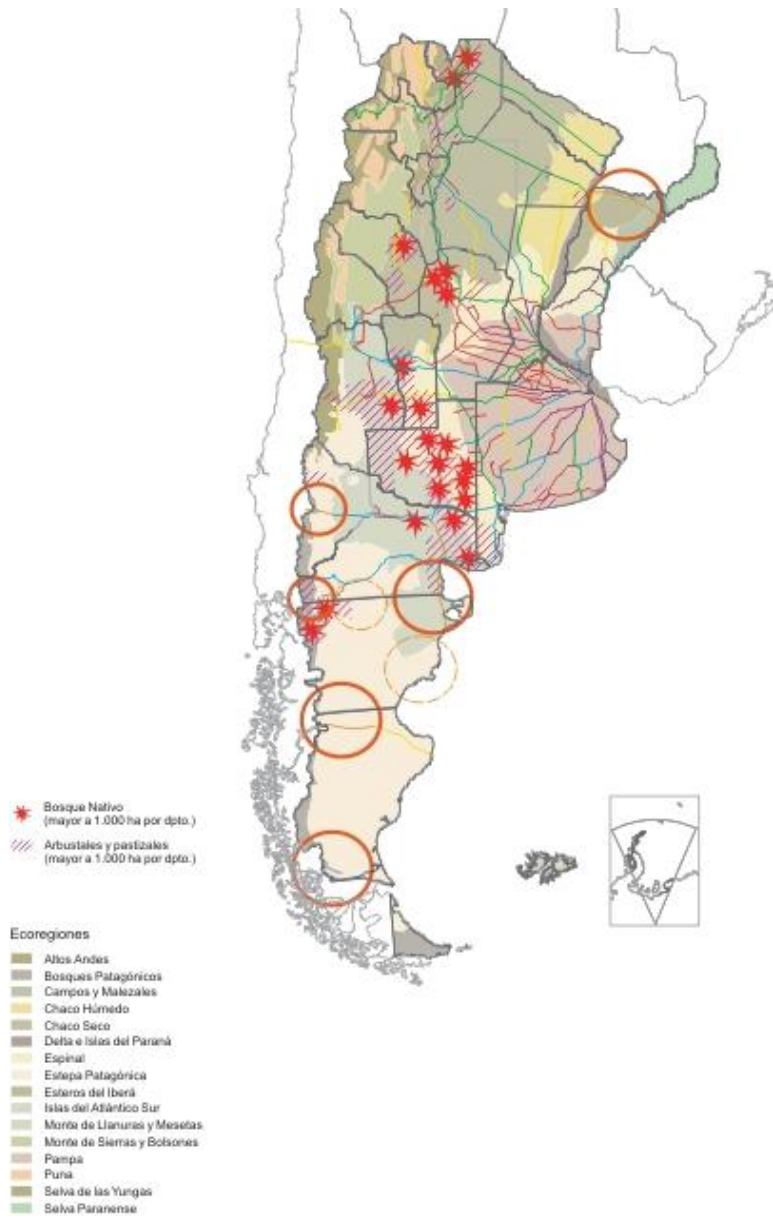 Bosque Nativo
(mayor a 1.000 ha por dpto.)
Arbustales y pastizales
(mayor a 1.000 ha por dpto.)
Ecoregiones
Altos Andes
Bosques Patagónicos
Campos y Malezales
Chaco Húmedo
Chaco Seco
Delta e Islas del Paraná
Espinal
Estepa Patagónica
Esteros del Iberá
Islas del Atlántico Sur
Monte de Llanuras y Mesetas
Monte de Sierras y Bolsones
Pampa
Puna
Selva de las Yungas
Selva Paranense